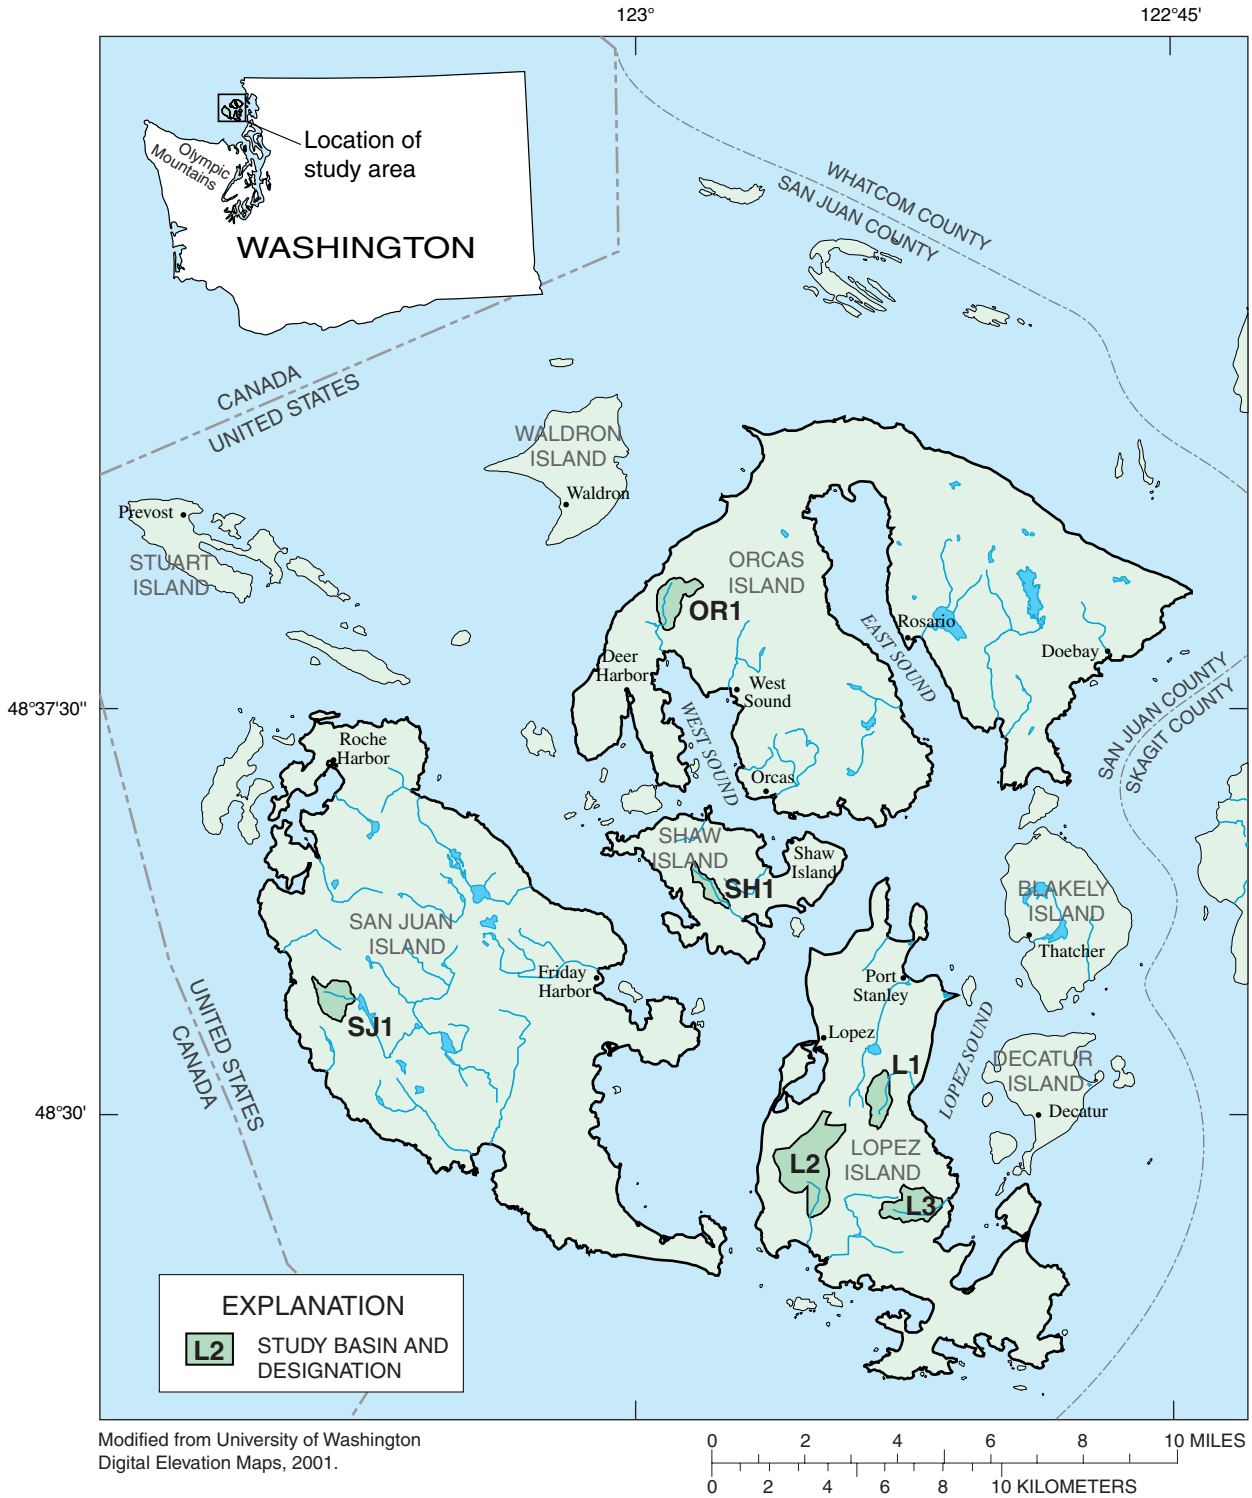 123°
122°45'
Location of
study area
Olympic
Mountains
WASHINGTON
WHATCOM COUNTY
SAN JUAN COUNTY
CANADA
UNITED STATES
WALDRON
ISLAND
Waldron
Prevost
STUART
ISLAND
ORCAS
ISLAND
OR1
EAST SOUND
Rosario
Doebay
Deer
Harbor
West
Sound
WEST SOUND
SAN JUAN COUNTY
SKAGIT COUNTY
48°37'30"
Roche
Harbor
Orcas
SHAW
ISLAND
Shaw
Island
SH1
BLAKELY
ISLAND
Thatcher
SAN JUAN
ISLAND
Friday
Harbor
Port
Stanley
SJ1
Lopez
LOPEZ SOUND
UNITED STATES
CANADA
L1
DECATUR
ISLAND
Decatur
48°30'
L2
LOPEZ
ISLAND
L3
EXPLANATION
L2
STUDY BASIN AND
DESIGNATION
Modified from University of Washington
Digital Elevation Maps, 2001.
0 2 4 6 8 10 MILES
0 2 4 6 8 10 KILOMETERS